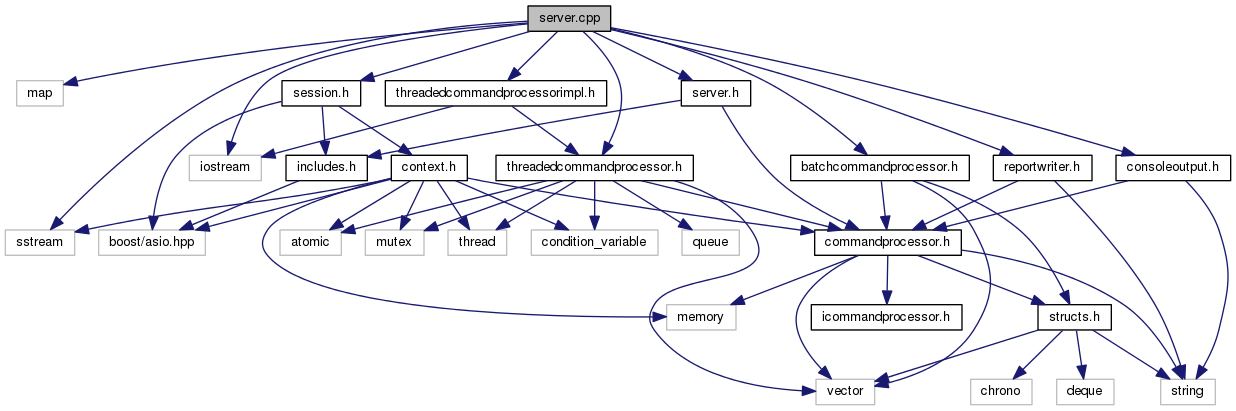 server.cpp
map
session.h
threadedcommandprocessorimpl.h
server.h
iostream
includes.h
context.h
threadedcommandprocessor.h
batchcommandprocessor.h
reportwriter.h
consoleoutput.h
sstream
boost/asio.hpp
atomic
mutex
thread
condition_variable
queue
commandprocessor.h
memory
icommandprocessor.h
structs.h
vector
chrono
deque
string